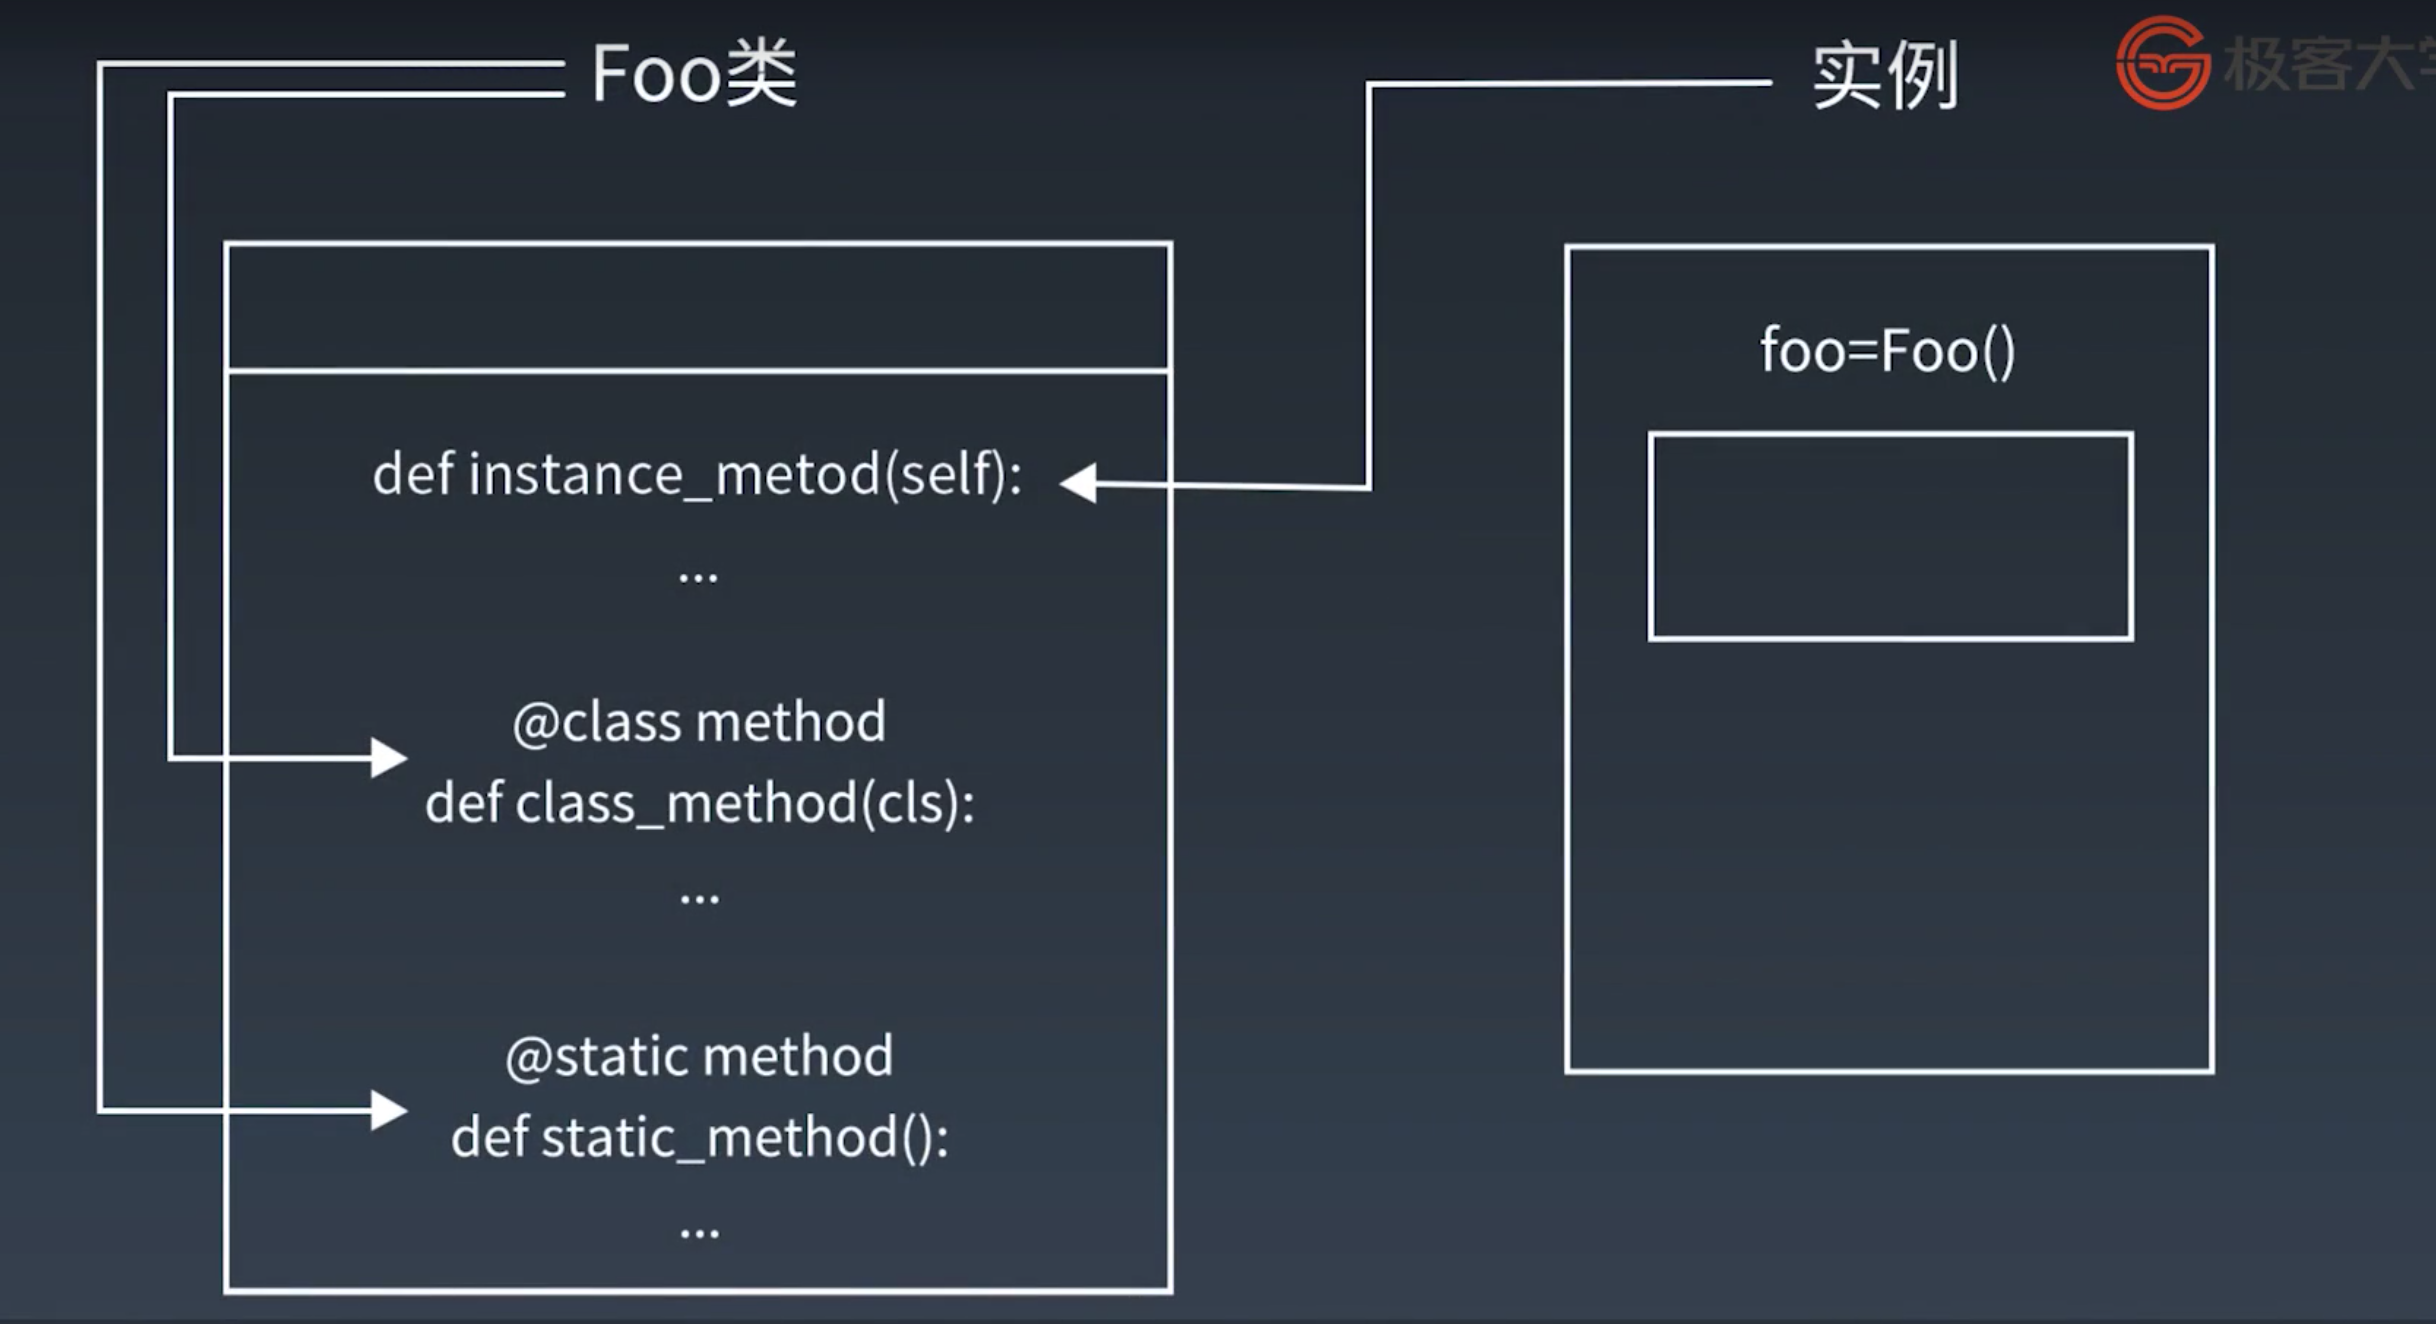 Foo类
实例
极客大学
foo=Foo()
def instance_metod(self):
...
@class method
def class_method(cls):
...
@static method
def static_method():
...